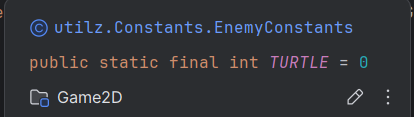 utilz.Constants.EnemyConstants
public static final int TURTLE = 0
Game2D